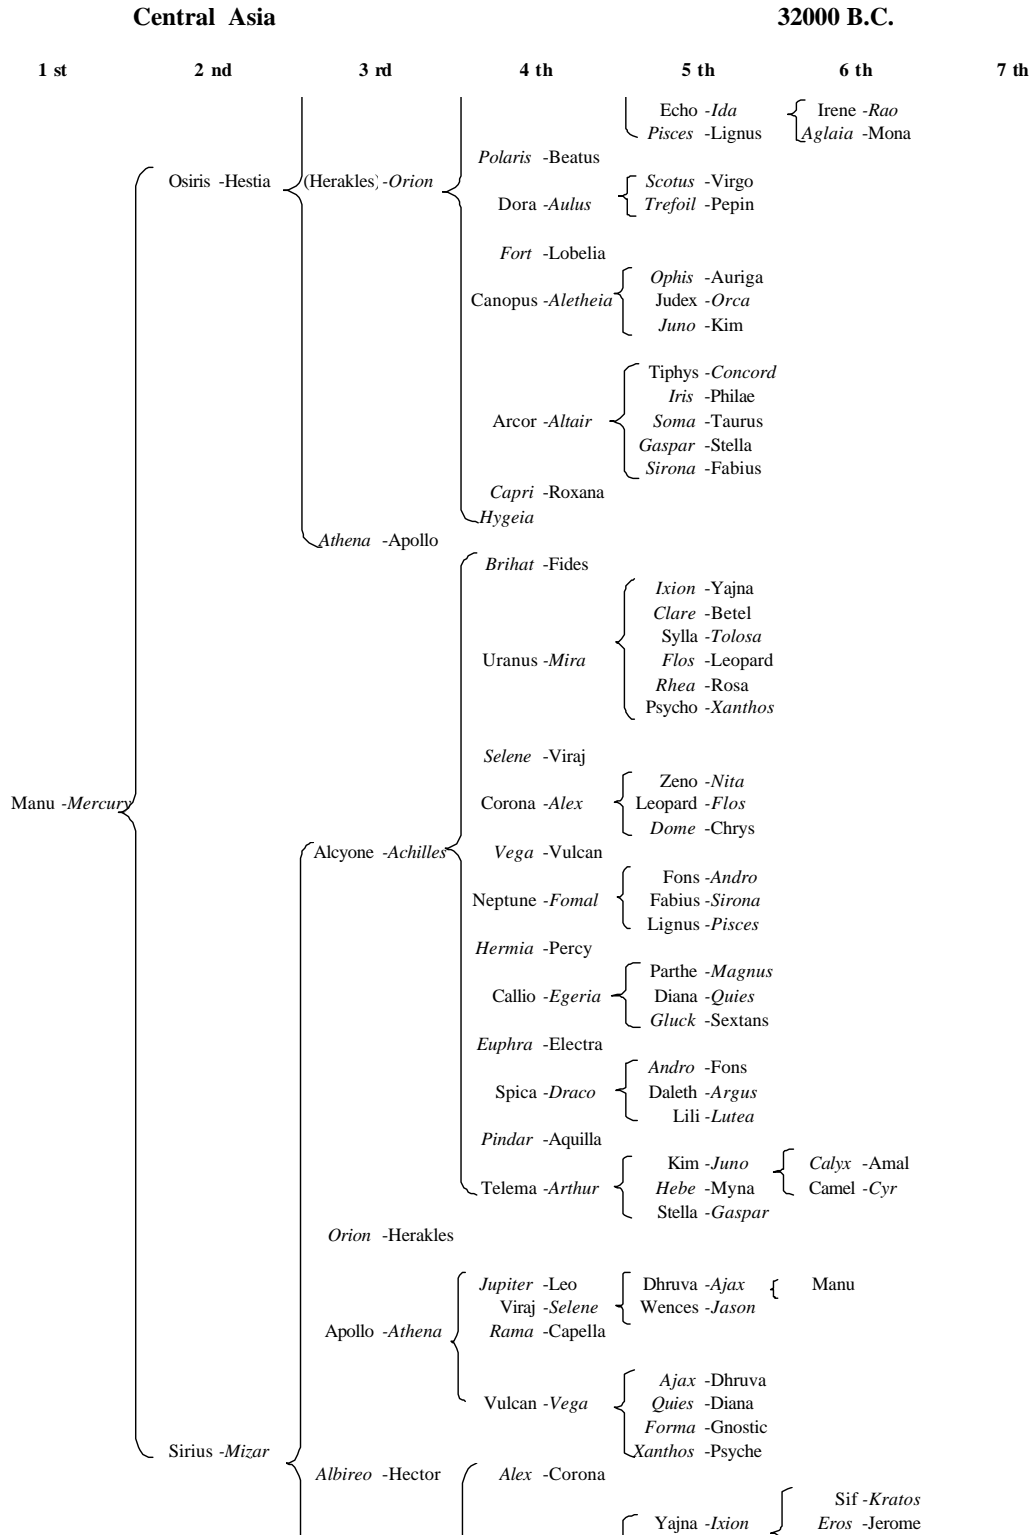 Central Asia 32000 B.C.
1 st 2 nd 3 rd 4 th 5 th 6 th 7 th
Echo -Ida Irene -Rao
Pisces -Lignus Aglaia -Mona
Polaris -Beatus
Osiris -Hestia (Herakles)-Orion Scotus -Virgo
Dora -Aulus Trefoil -Pepin
Fort -Lobelia
Ophis -Auriga
Canopus -Aletheia Judex -Orca
Juno -Kim
Tiphys -Concord
Iris -Philae
Arcor -Altair Soma -Taurus
Gaspar -Stella
Sirona -Fabius
Capri -Roxana
Hygeia
Athena -Apollo
Brihat -Fides
Ixion -Yajna
Clare -Betel
Sylla -Tolosa
Uranus -Mira Flos -Leopard
Rhea -Rosa
Psycho -Xanthos
Selene -Viraj
Zeno -Nita
Manu -Mercury Corona -Alex Leopard -Flos
Dome -Chrys
Alcyone -Achilles Vega -Vulcan
Fons -Andro
Neptune -Fomal Fabius -Sirona
Lignus -Pisces
Hermia -Percy
Parthe -Magnus
Callio -Egeria Diana -Quies
Gluck -Sextans
Euphra -Electra
Andro -Fons
Spica -Draco Daleth -Argus
Lili -Lutea
Pindar -Aquilla
Kim -Juno Calyx -Amal
Telema -Arthur Hebe -Myna Camel -Cyr
Stella -Gaspar
Orion -Herakles
Jupiter -Leo Dhruva -Ajax Manu
Viraj -Selene Wences -Jason
Apollo -Athena Rama -Capella
Ajax -Dhruva
Vulcan -Vega Quies -Diana
Forma -Gnostic
Sirius -Mizar Xanthos -Psyche
Albireo -Hector Alex -Corona
Sif -Kratos
Yajna -Ixion Eros -Jerome